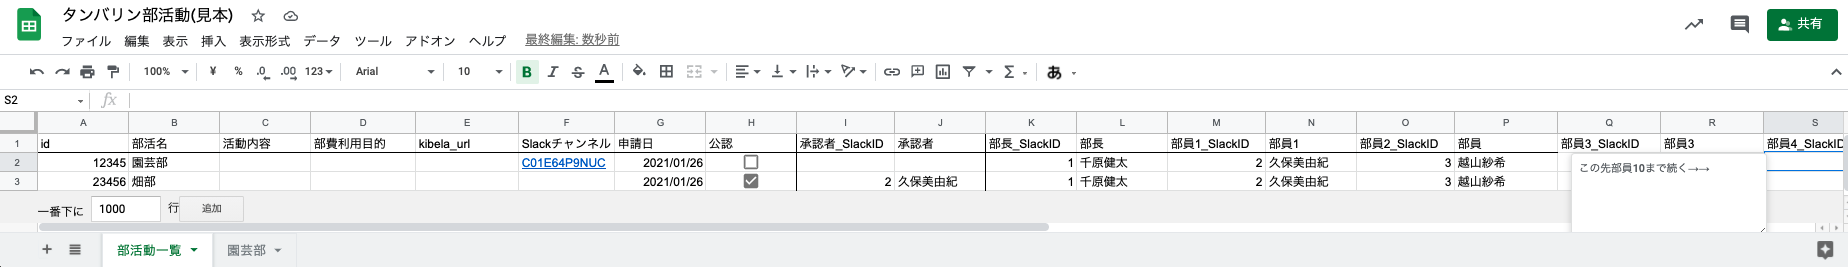 タンバリン部活動(見本)
ファイル 編集 表示 挿入 表示形式 データ ツール アドオン ヘルプ 最終編集: 数秒前
共有
100% ¥ % .0 .00 123 Arial 10 B I S A Σ あ
S2 fx
A B C D E F G H I J K L M N O P Q R S
1 id 部活名 活動内容 部費利用目的 kibela_url Slackチャンネル 申請日 公認 承認者_SlackID 承認者 部長_SlackID 部長 部員1_SlackID 部員1 部員2_SlackID 部員 部員3_SlackID 部員3 部員4_SlackID
2 12345 園芸部 C01E64P9NUC 2021/01/26 1 千原健太 2 久保美由紀 3 越山紗希
3 23456 畑部 2021/01/26 2 久保美由紀 1 千原健太 2 久保美由紀 3 越山紗希
この先部員10まで続く→→
一番下に 1000 行 追加
部活動一覧 園芸部